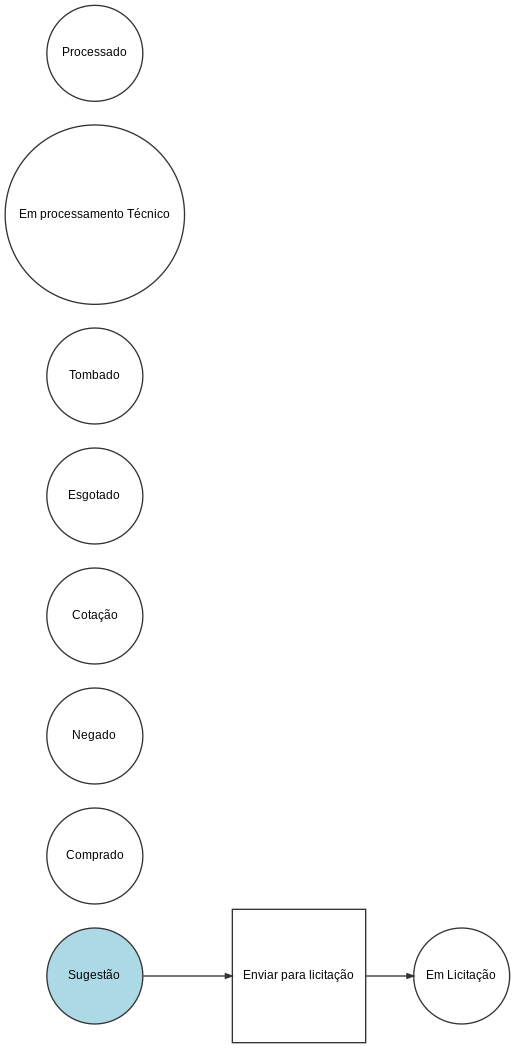 Processado
Em processamento Técnico
Tombado
Esgotado
Cotação
Negado
Comprado
Sugestão
Enviar para licitação
Em Licitação